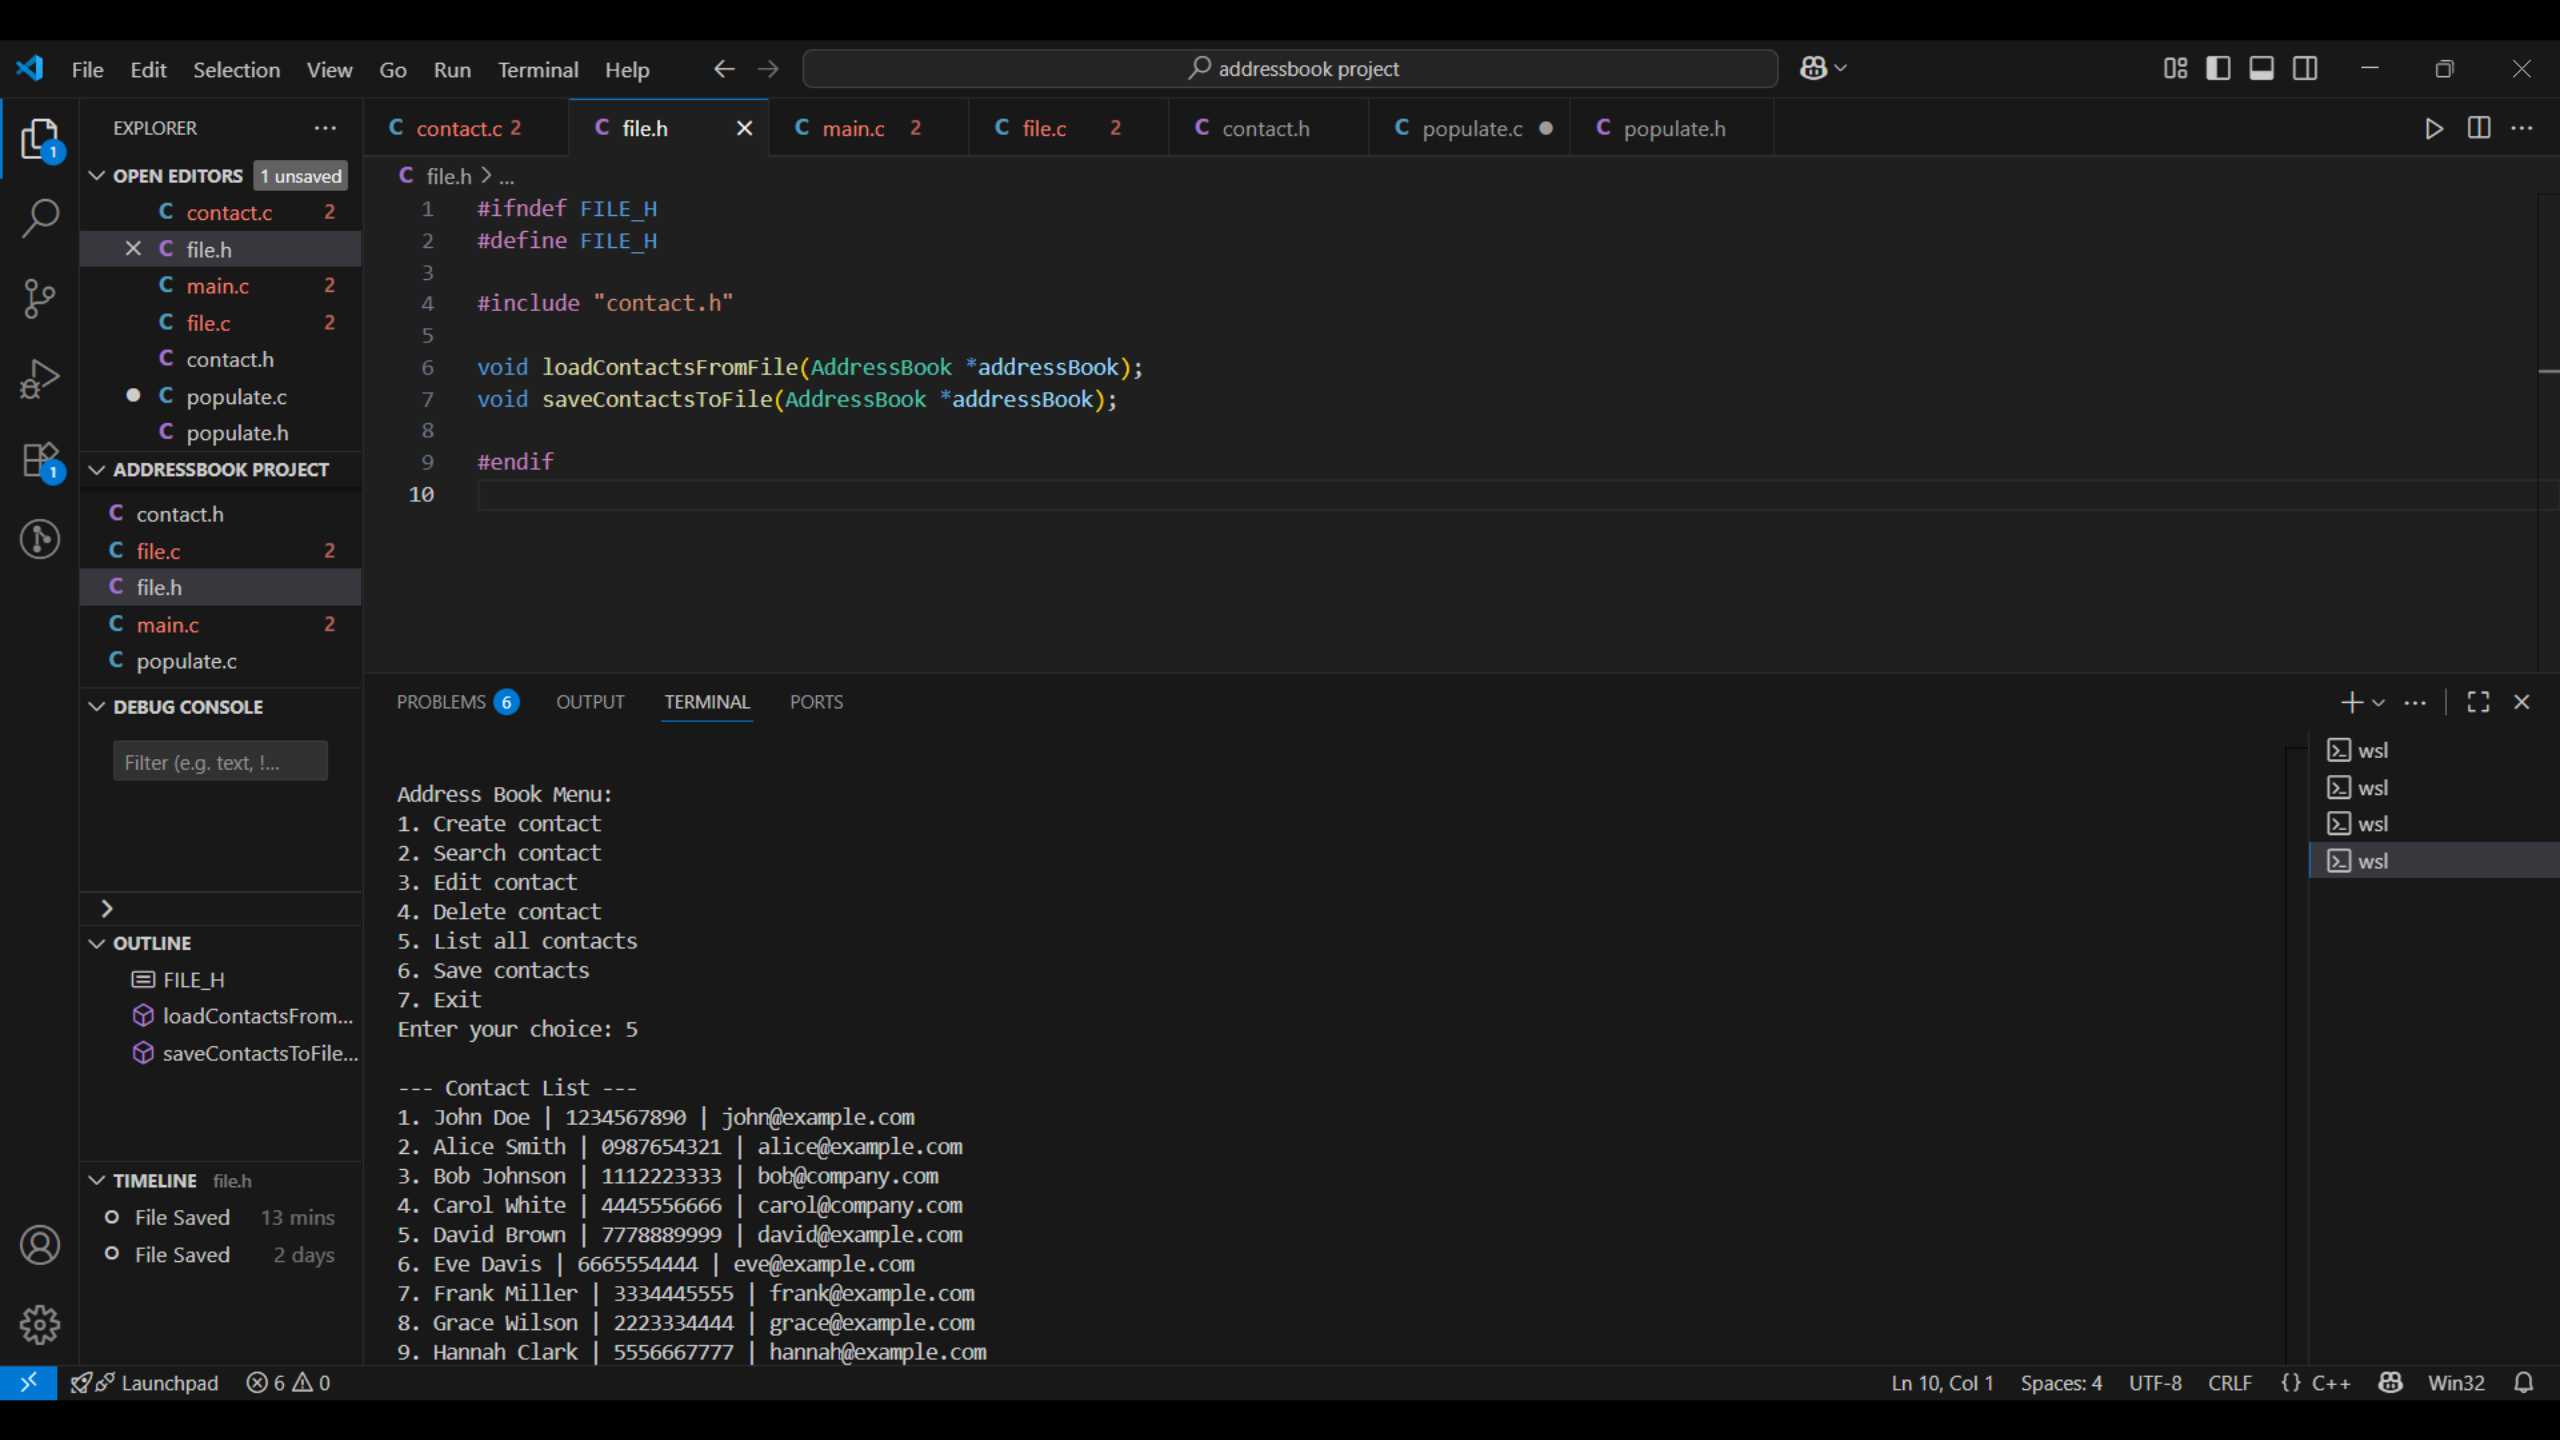 File Edit Selection View Go Run Terminal Help
addressbook project
1
EXPLORER
OPEN EDITORS 1 unsaved
C contact.c 2
C file.h
C main.c 2
C file.c 2
C contact.h
C populate.c
C populate.h
ADDRESSBOOK PROJECT
C contact.h
C file.c 2
C file.h
C main.c 2
C populate.c
1
DEBUG CONSOLE
Filter (e.g. text, !...
OUTLINE
FILE_H
loadContactsFrom...
saveContactsToFile...
TIMELINE file.h
File Saved 13 mins
File Saved 2 days
C contact.c 2 C file.h C main.c 2 C file.c 2 C contact.h C populate.c C populate.h
C file.h > ...
1 #ifndef FILE_H
2 #define FILE_H
3
4 #include "contact.h"
5
6 void loadContactsFromFile(AddressBook *addressBook);
7 void saveContactsToFile(AddressBook *addressBook);
8
9 #endif
10
PROBLEMS 6 OUTPUT TERMINAL PORTS
Address Book Menu:
1. Create contact
2. Search contact
3. Edit contact
4. Delete contact
5. List all contacts
6. Save contacts
7. Exit
Enter your choice: 5
--- Contact List ---
1. John Doe | 1234567890 | john@example.com
2. Alice Smith | 0987654321 | alice@example.com
3. Bob Johnson | 1112223333 | bob@company.com
4. Carol White | 4445556666 | carol@company.com
5. David Brown | 7778889999 | david@example.com
6. Eve Davis | 6665554444 | eve@example.com
7. Frank Miller | 3334445555 | frank@example.com
8. Grace Wilson | 2223334444 | grace@example.com
9. Hannah Clark | 5556667777 | hannah@example.com
wsl
wsl
wsl
wsl
Launchpad 6 0 Ln 10, Col 1 Spaces: 4 UTF-8 CRLF {} C++ Win32